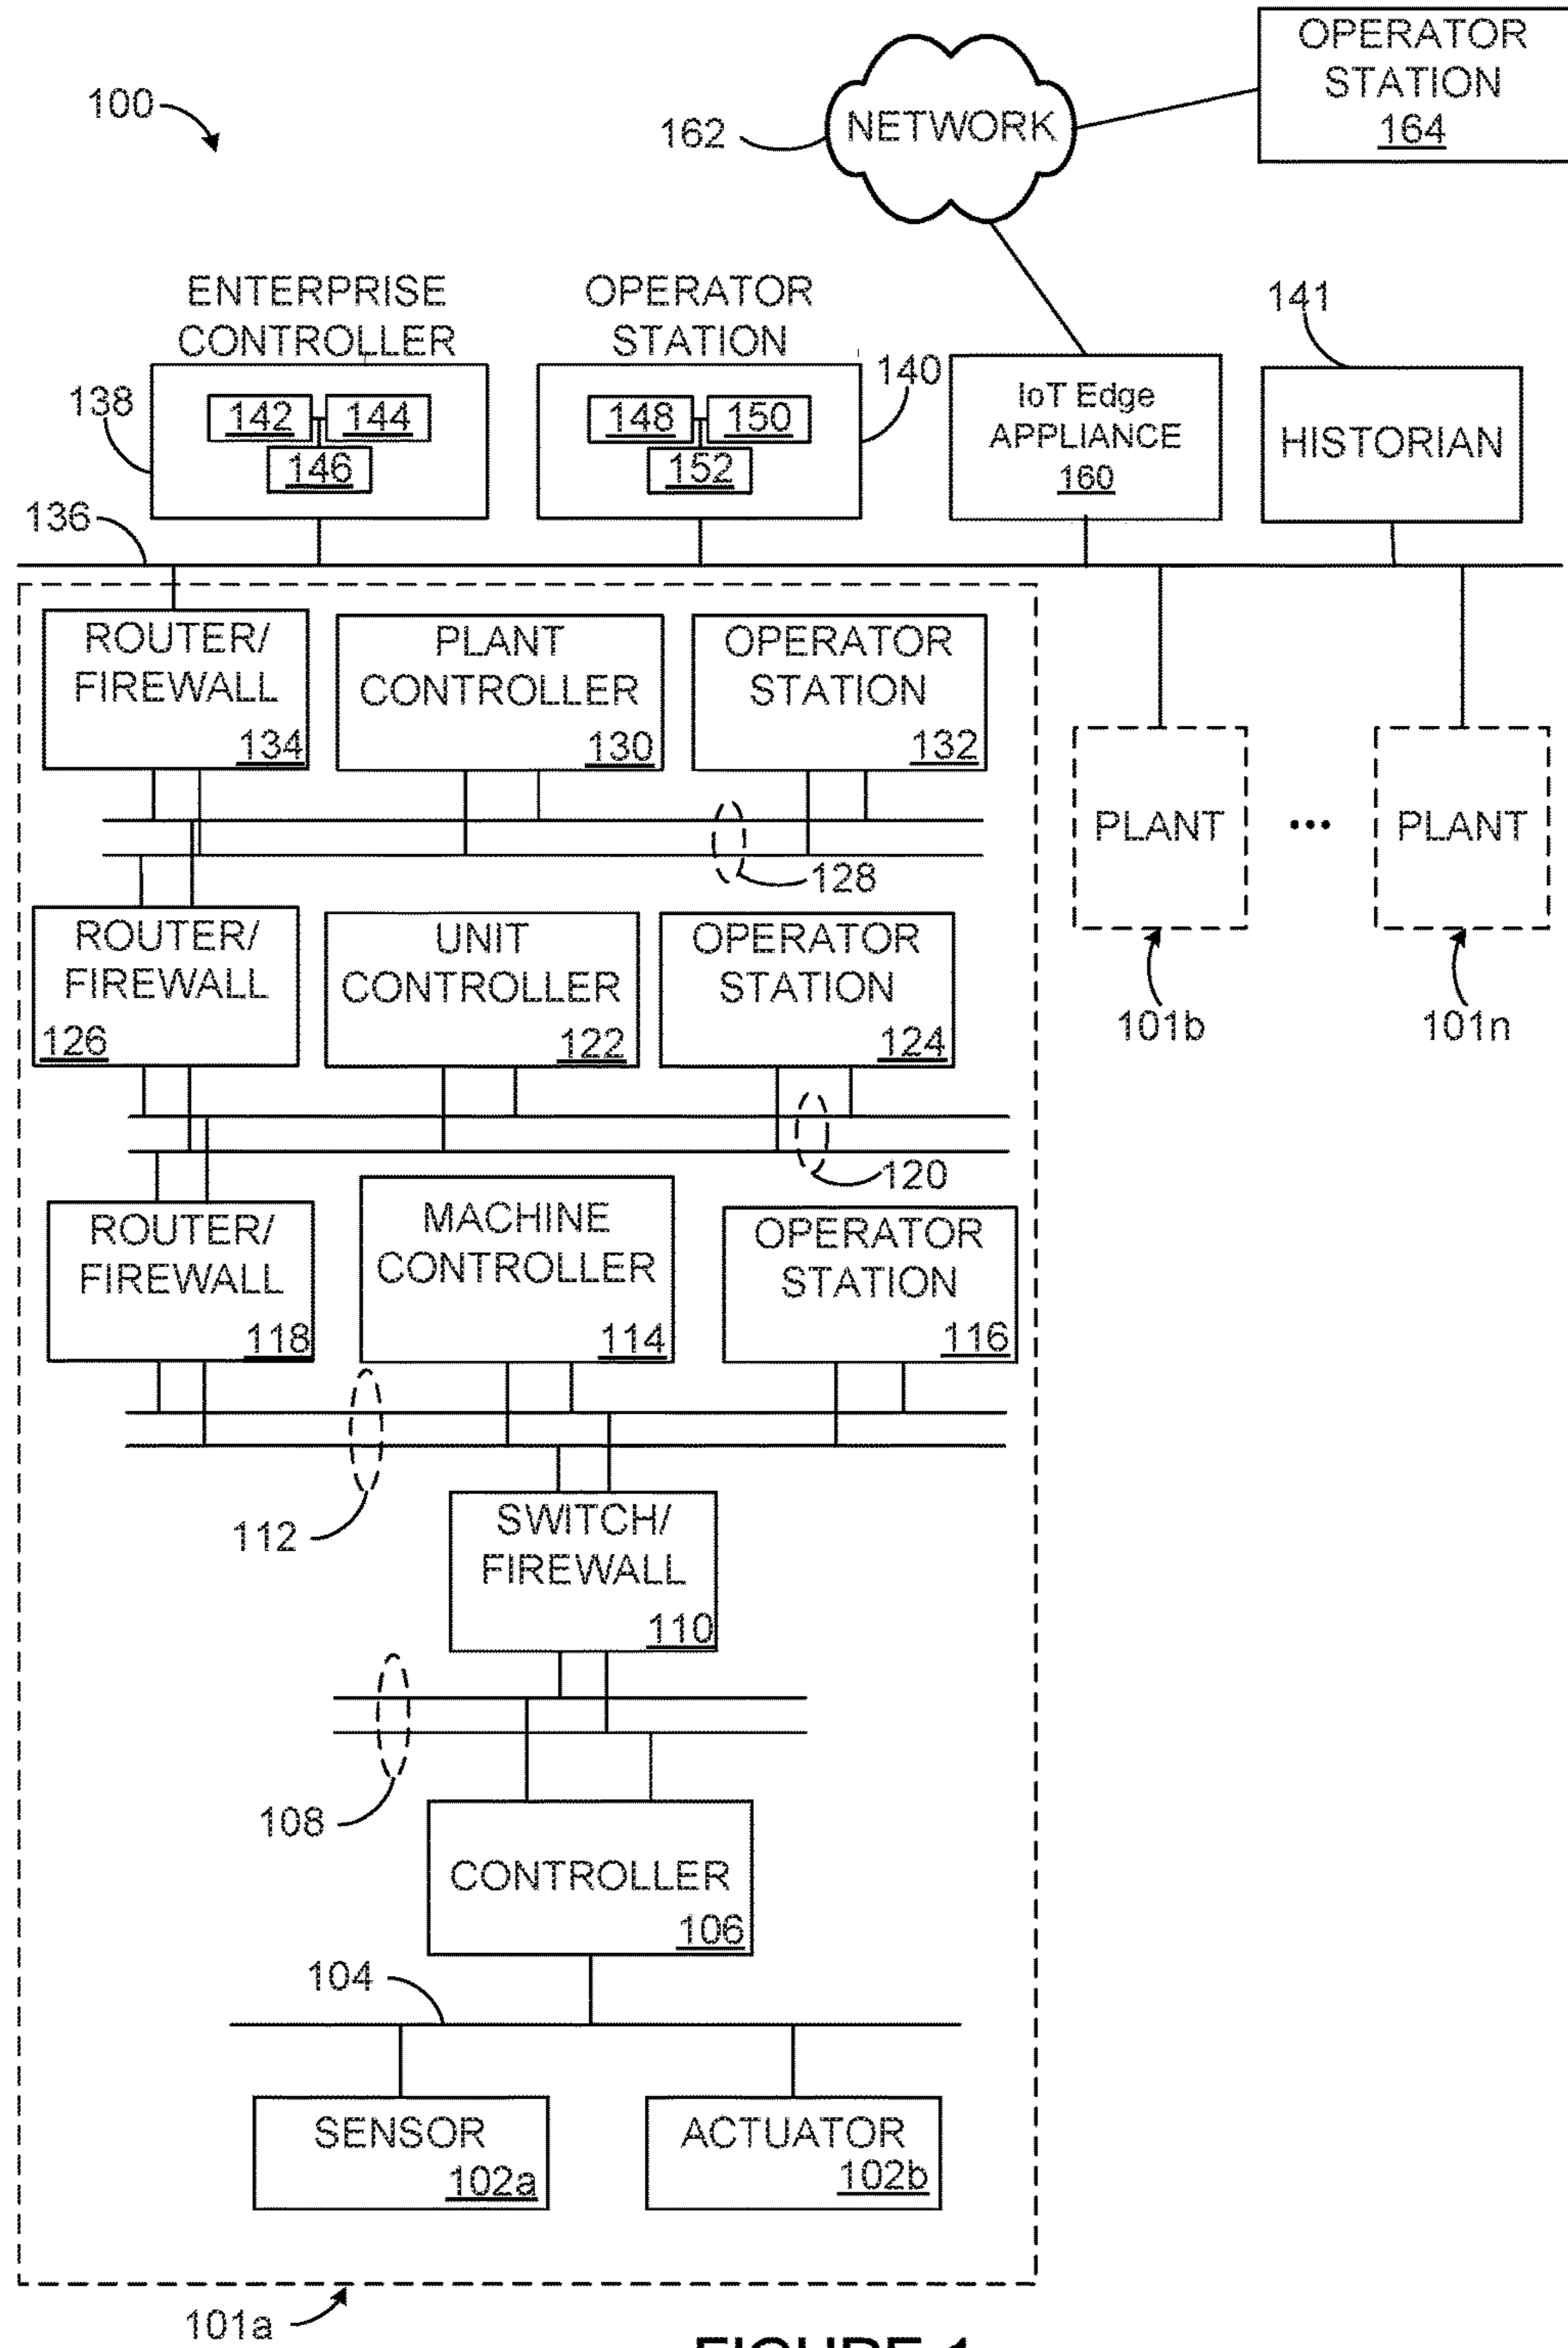 OPERATOR
STATION
164
100
162
NETWORK
ENTERPRISE
CONTROLLER
OPERATOR
STATION
141
138
142
144
146
148
150
152
140
IoT Edge
APPLIANCE
160
HISTORIAN
136
ROUTER/
FIREWALL
134
PLANT
CONTROLLER
130
OPERATOR
STATION
132
128
PLANT
•••
PLANT
101b
101n
ROUTER/
FIREWALL
126
UNIT
CONTROLLER
122
OPERATOR
STATION
124
120
ROUTER/
FIREWALL
118
MACHINE
CONTROLLER
114
OPERATOR
STATION
116
112
SWITCH/
FIREWALL
110
108
CONTROLLER
106
104
SENSOR
102a
ACTUATOR
102b
101a
FIGURE 1